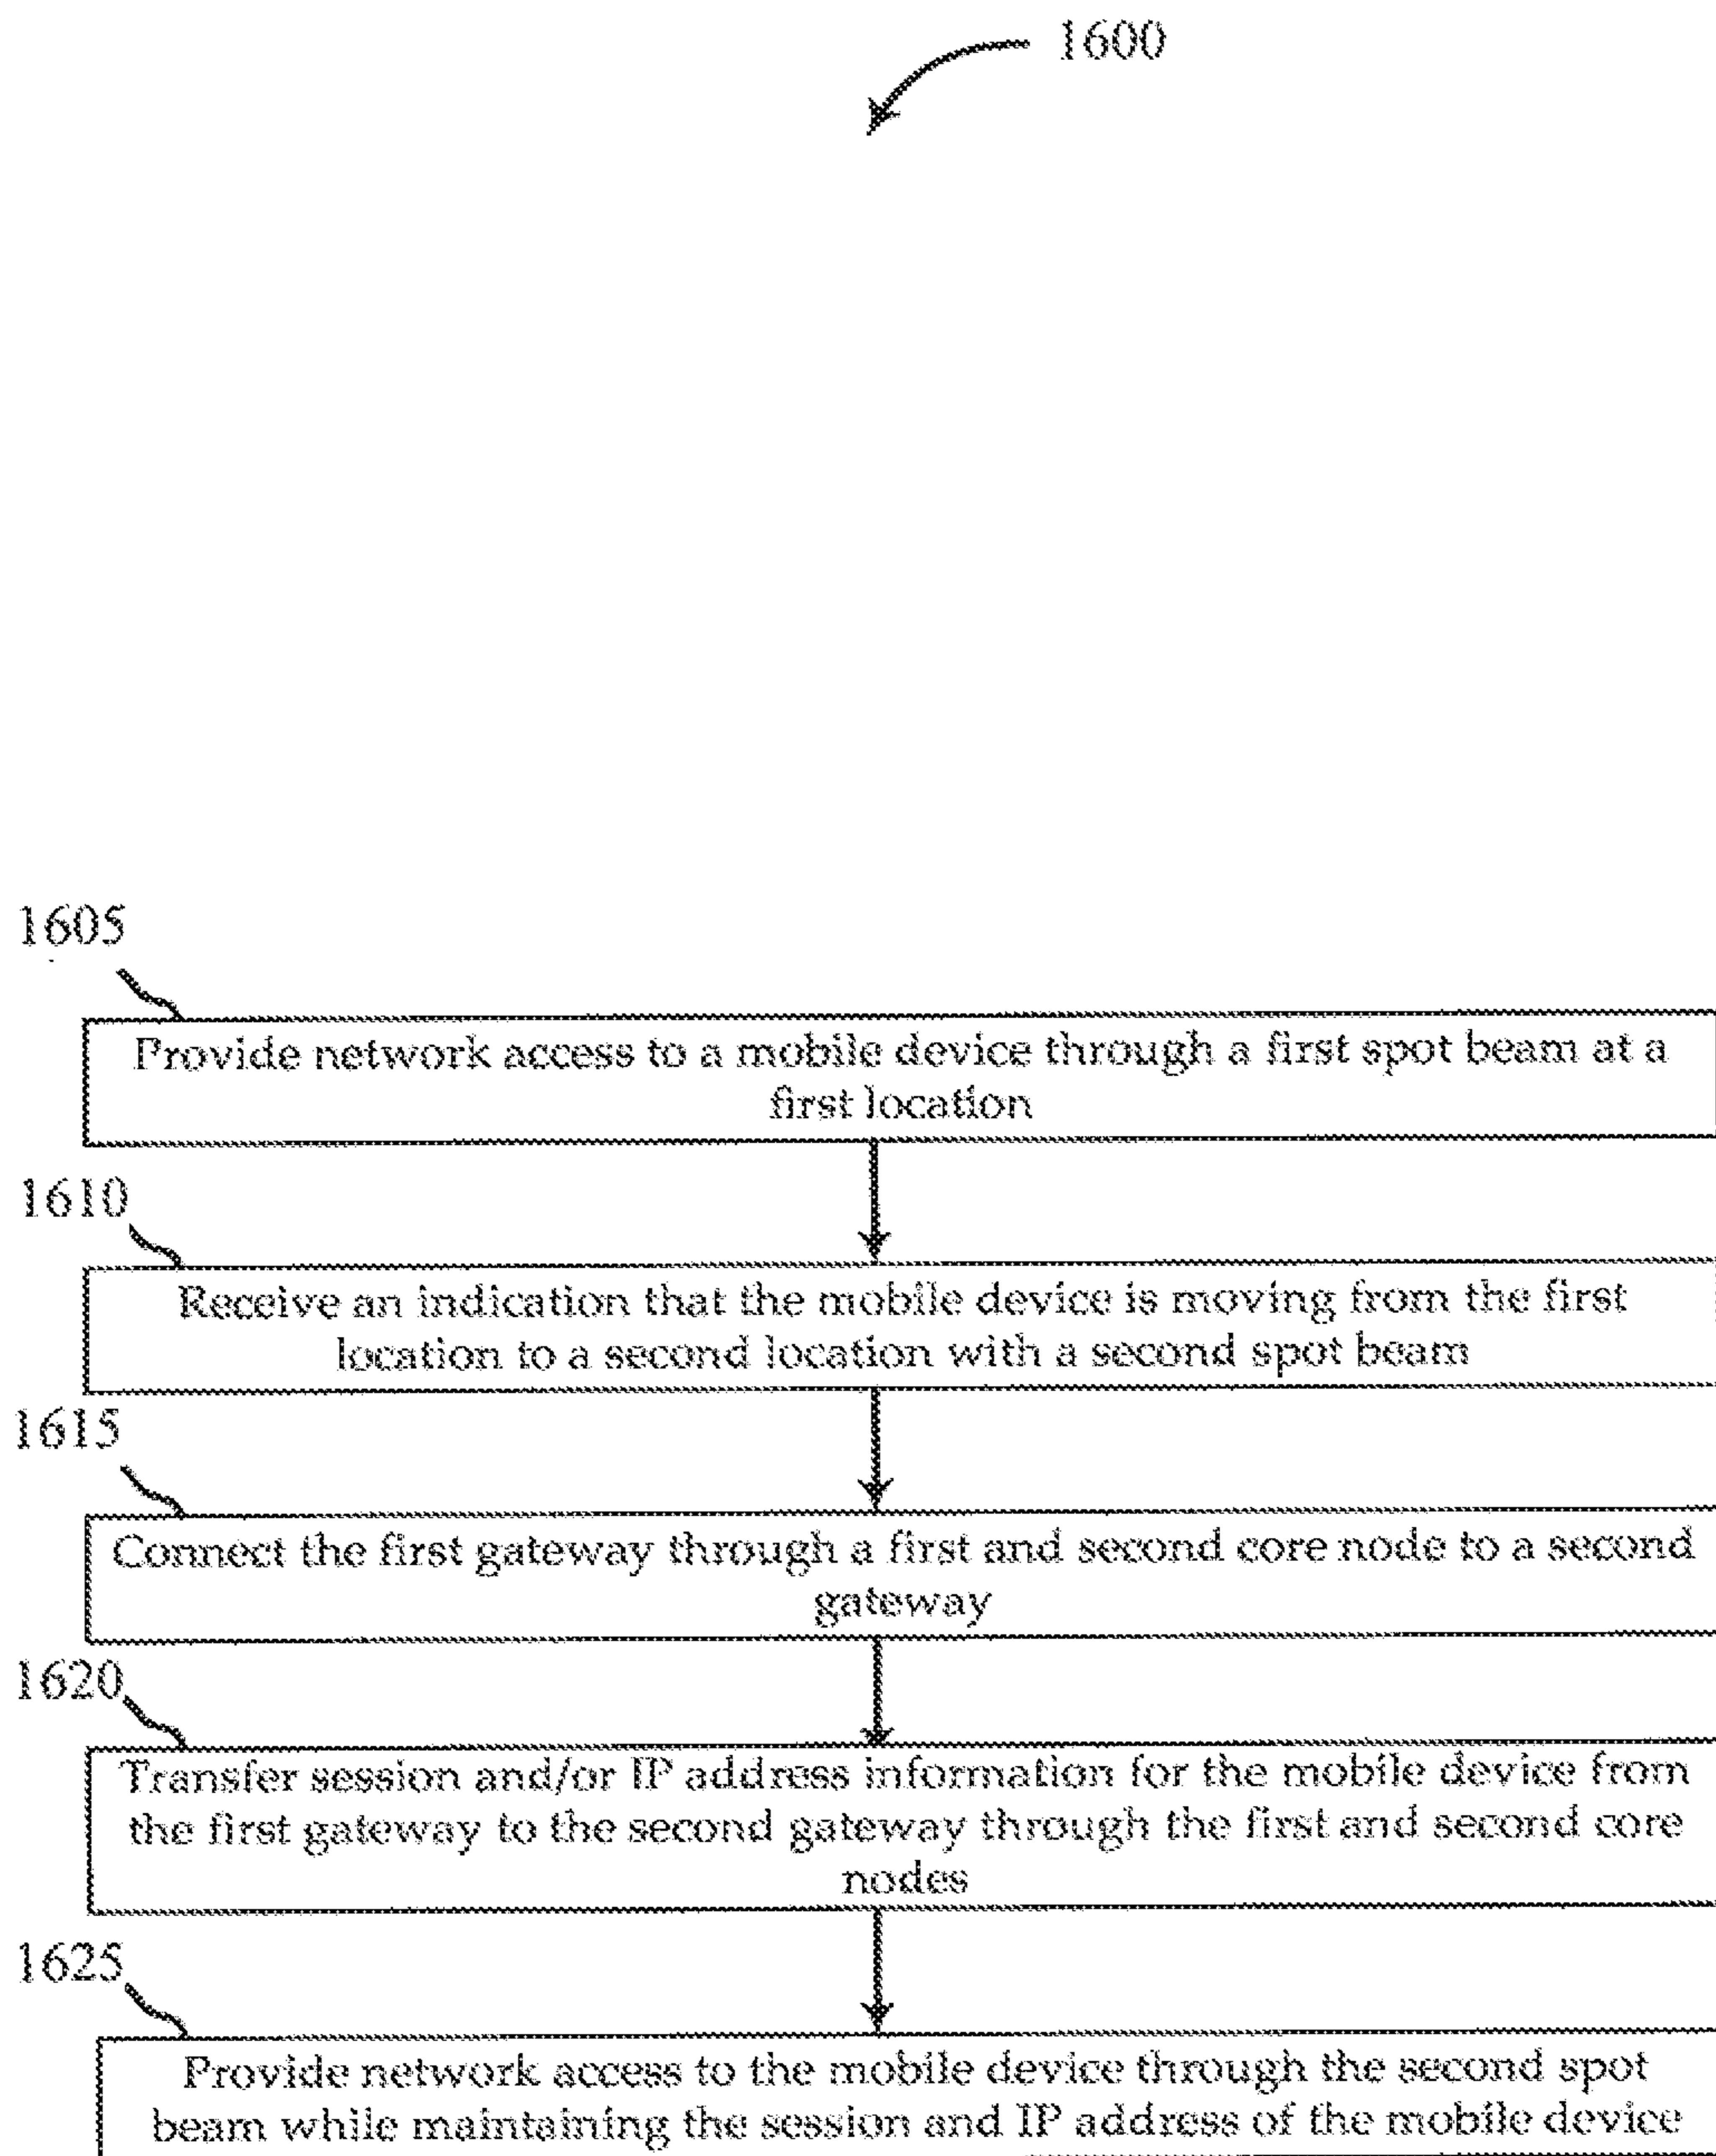 1600
1605
Provide network access to a mobile device through a first spot beam at a
first location
1610
Receive an indication that the mobile device is moving from the first
location to a second location with a second spot beam
1615
Connect the first gateway through a first and second core node to a second
gateway
1620
Transfer session and/or IP address information for the mobile device from
the first gateway to the second gateway through the first and second core
nodes
1625
Provide network access to the mobile device through the second spot
beam while maintaining the session and IP address of the mobile device